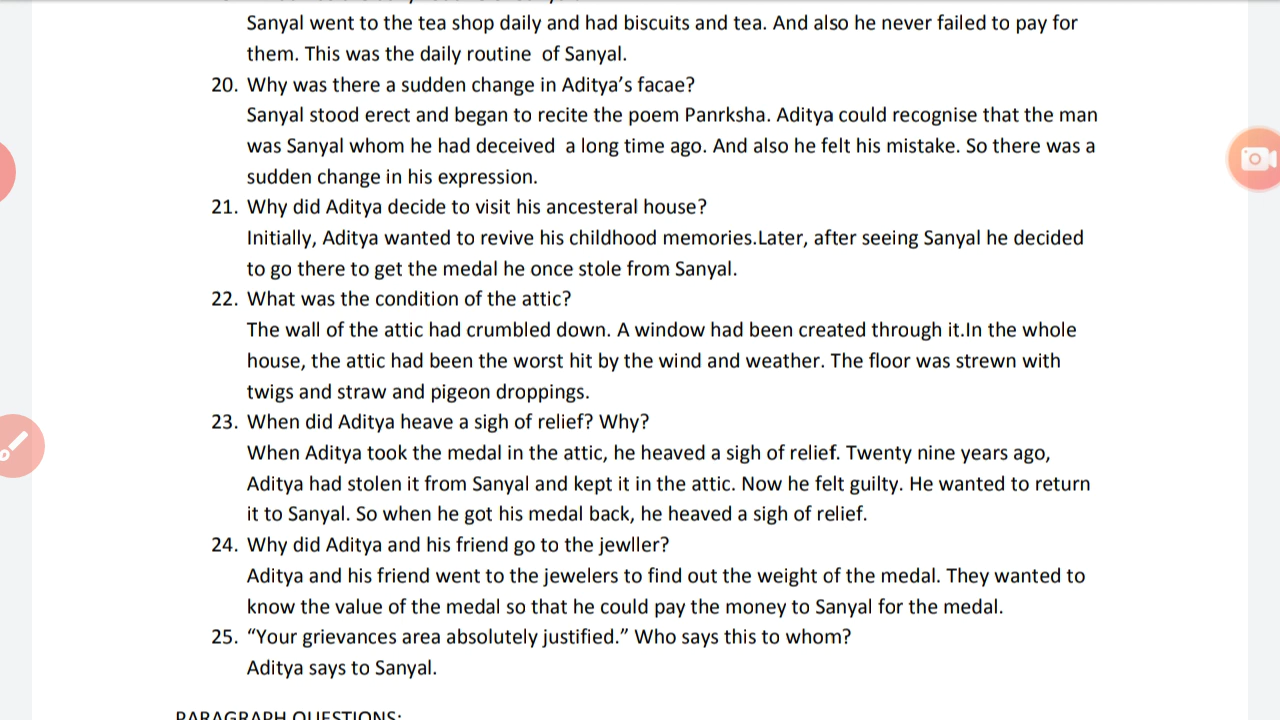 Sanyal went to the tea shop daily and had biscuits and tea. And also he never failed to pay for
them. This was the daily routine  of Sanyal.
20. Why was there a sudden change in Aditya’s facae?
Sanyal stood erect and began to recite the poem Panrksha. Aditya could recognise that the man
was Sanyal whom he had deceived  a long time ago. And also he felt his mistake. So there was a
sudden change in his expression.
21. Why did Aditya decide to visit his ancesteral house?
Initially, Aditya wanted to revive his childhood memories.Later, after seeing Sanyal he decided
to go there to get the medal he once stole from Sanyal.
22. What was the condition of the attic?
The wall of the attic had crumbled down. A window had been created through it.In the whole
house, the attic had been the worst hit by the wind and weather. The floor was strewn with
twigs and straw and pigeon droppings.
23. When did Aditya heave a sigh of relief? Why?
When Aditya took the medal in the attic, he heaved a sigh of relief. Twenty nine years ago,
Aditya had stolen it from Sanyal and kept it in the attic. Now he felt guilty. He wanted to return
it to Sanyal. So when he got his medal back, he heaved a sigh of relief.
24. Why did Aditya and his friend go to the jewller?
Aditya and his friend went to the jewelers to find out the weight of the medal. They wanted to
know the value of the medal so that he could pay the money to Sanyal for the medal.
25. “Your grievances area absolutely justified.” Who says this to whom?
Aditya says to Sanyal.
PARAGRAPH QUESTIONS: